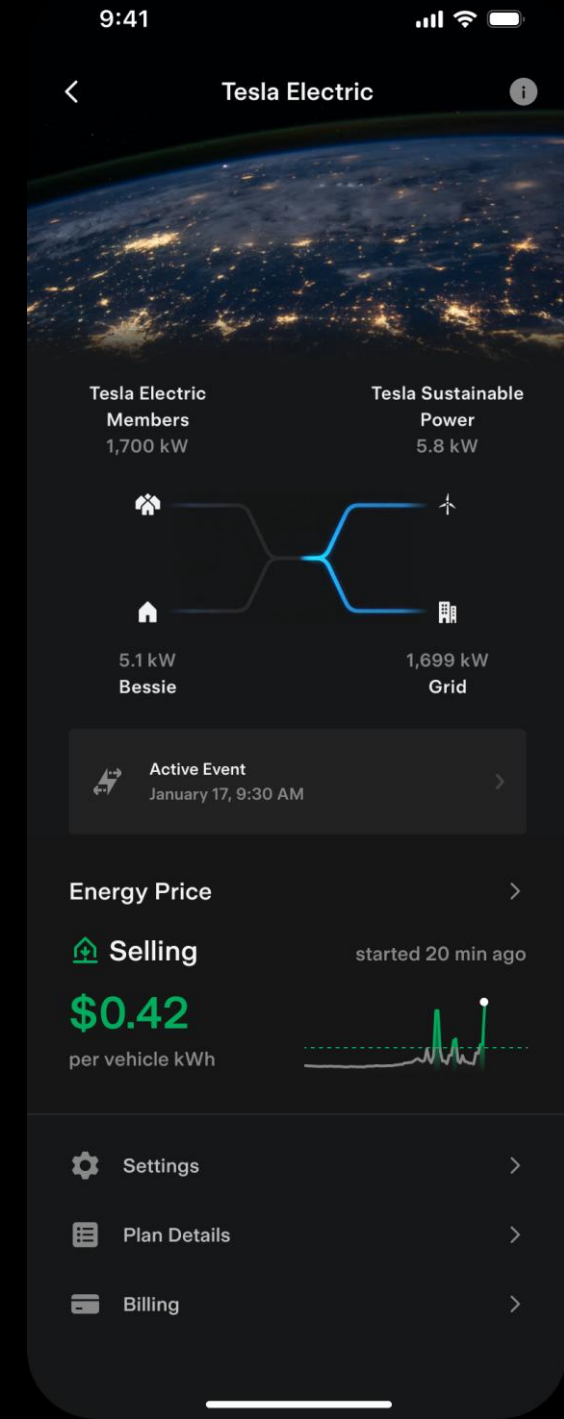 9:41
Tesla Electric
Tesla Electric
Members
1,700 kW
Tesla Sustainable
Power
5.8 kW
5.1 kW
Bessie
1,699 kW
Grid
Active Event
January 17, 9:30 AM
Energy Price
Selling
started 20 min ago
$0.42
per vehicle kWh
Settings
Plan Details
Billing